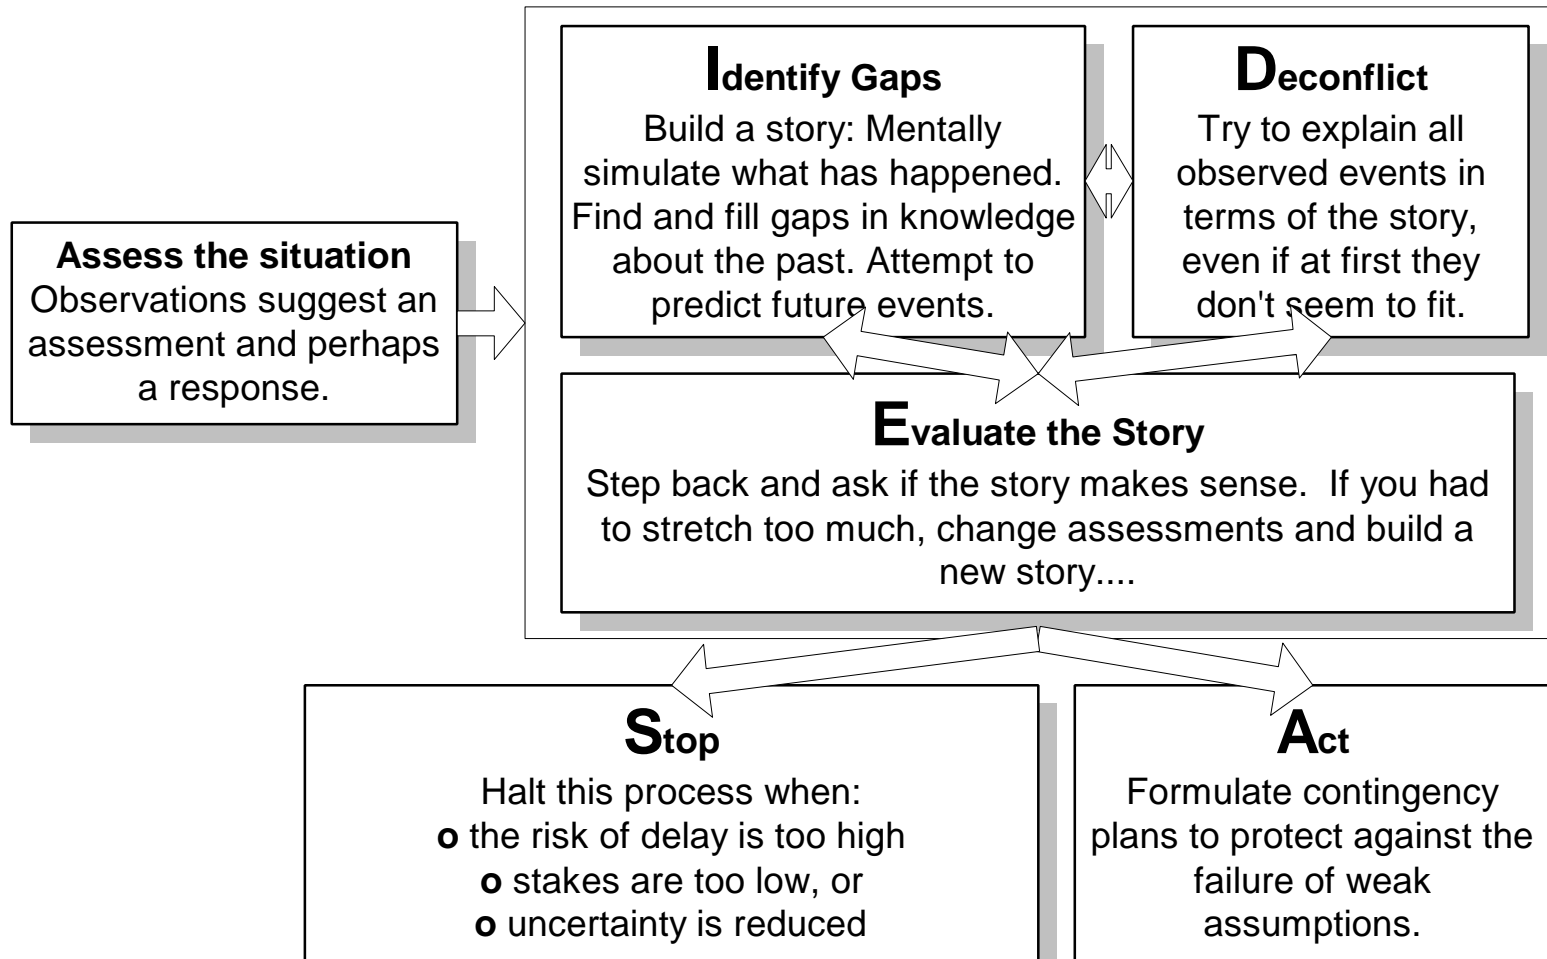 Assess the situation
Observations suggest an
assessment and perhaps
a response.
Identify Gaps
Build a story: Mentally
simulate what has happened.
Find and fill gaps in knowledge
about the past. Attempt to
predict future events.
Deconflict
Try to explain all
observed events in
terms of the story,
even if at first they
don't seem to fit.
Evaluate the Story
Step back and ask if the story makes sense.  If you had
to stretch too much, change assessments and build a
new story....
Stop
Halt this process when:
o the risk of delay is too high
o stakes are too low, or
o uncertainty is reduced
Act
Formulate contingency
plans to protect against the
failure of weak
assumptions.